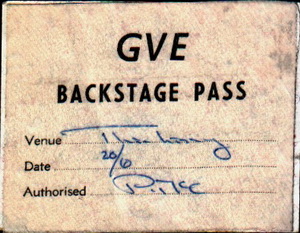 GVE
BACKSTAGE PASS
Venue
Date 20/6
Authorised